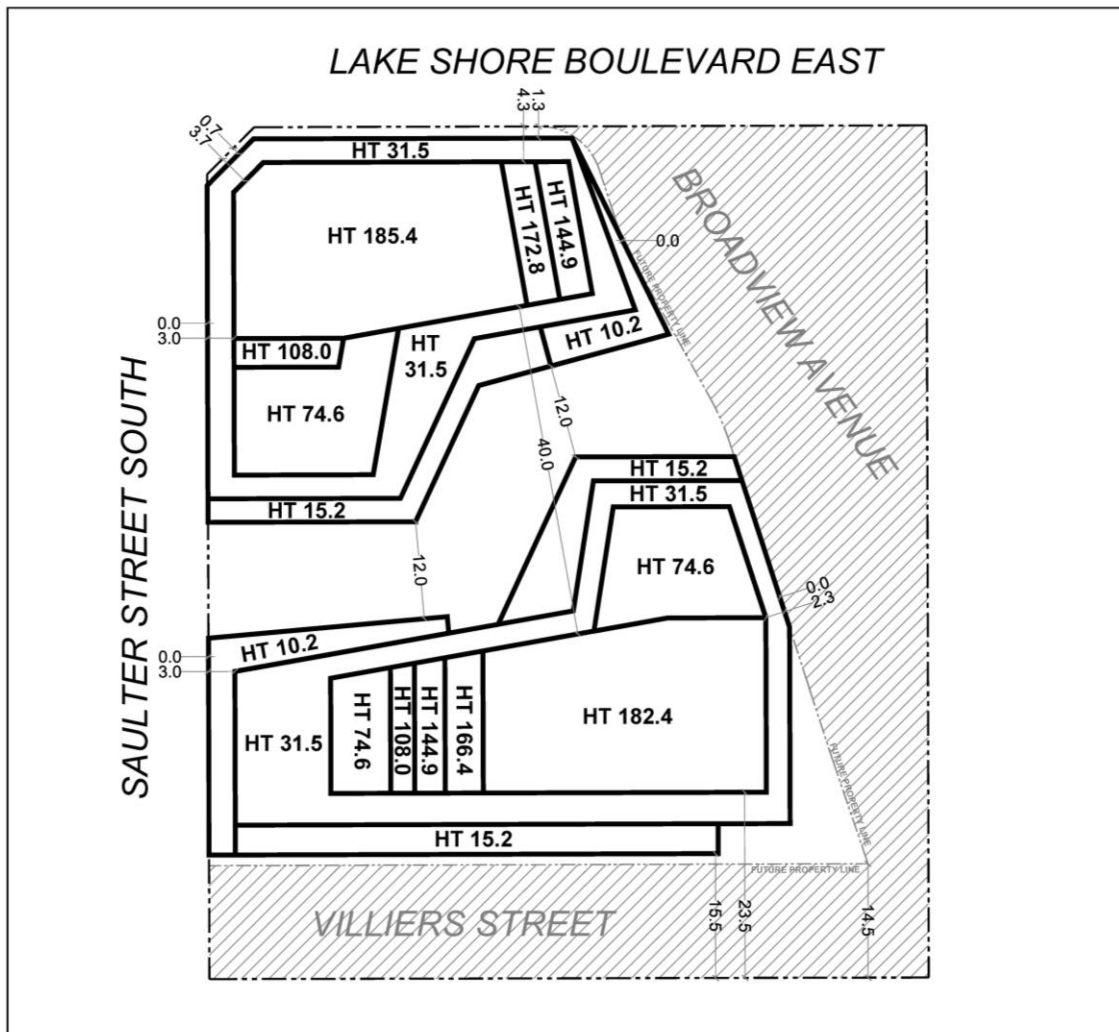 LAKE SHORE BOULEVARD EAST
1.3
4.3
0.7
3.7
HT 31.5
BROADVIEW AVENUE
HT 185.4
HT 172.8
HT 144.9
0.0
FUTURE PROPERTY LINE
0.0
3.0
HT 108.0
HT
31.5
HT 10.2
SAULTER STREET SOUTH
HT 74.6
12.0
40.0
HT 15.2
HT 15.2
HT 31.5
12.0
HT 74.6
0.0
2.3
HT 10.2
0.0
3.0
HT 31.5
HT 74.6
HT 108.0
HT 144.9
HT 166.4
HT 182.4
FUTURE PROPERTY LINE
HT 15.2
FUTURE PROPERTY LINE
VILLIERS STREET
15.5
23.5
14.5